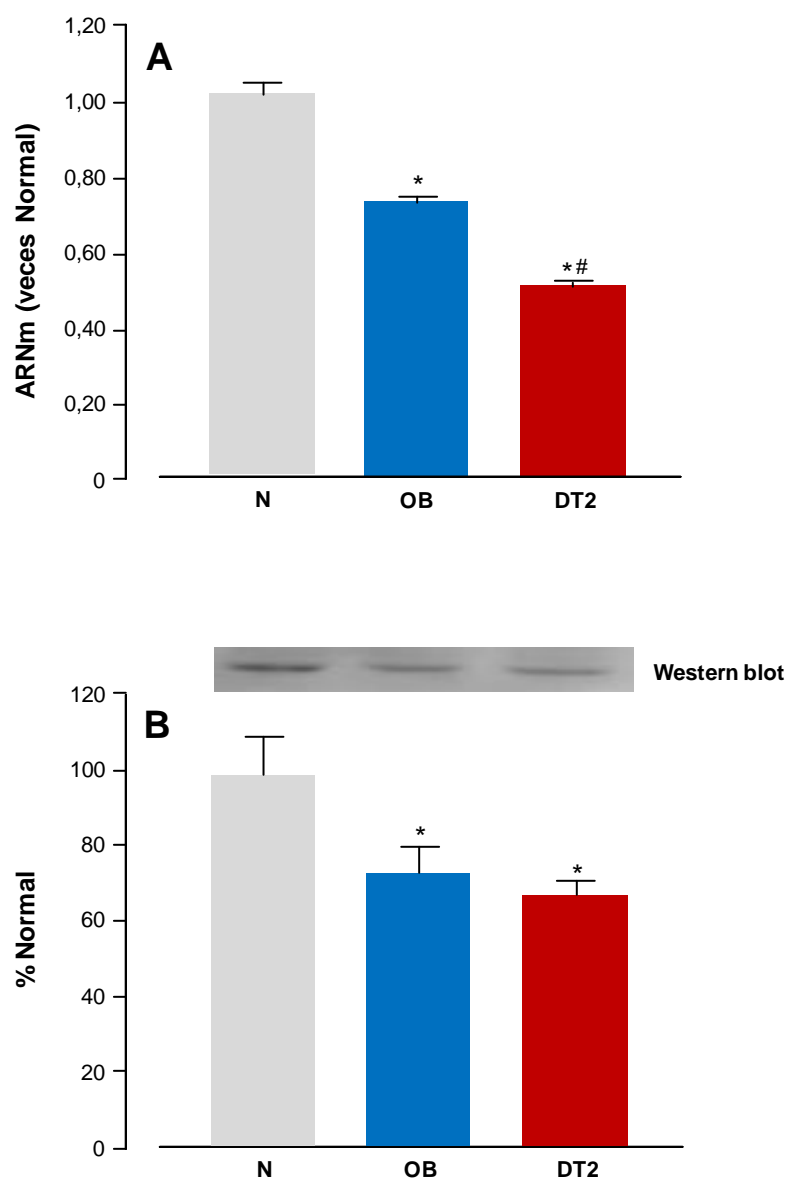 1,20
A
1,00
0,80
0,60
0,40
0,20
0
ARNm (veces Normal)
*
*#
N OB DT2
Western blot
120
B
100
80
60
40
20
0
% Normal
*
*
N OB DT2